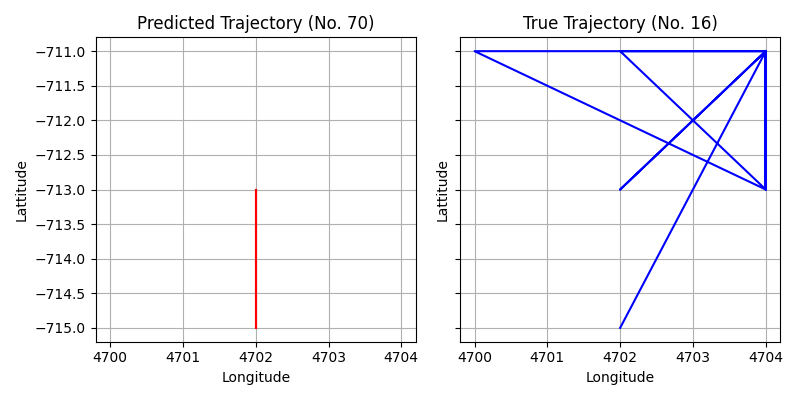 Predicted Trajectory (No. 70)
True Trajectory (No. 16)
−711.0
−711.5
−712.0
−712.5
−713.0
−713.5
−714.0
−714.5
−715.0
Lattitude
Lattitude
4700 4701 4702 4703 4704
4700 4701 4702 4703 4704
Longitude
Longitude